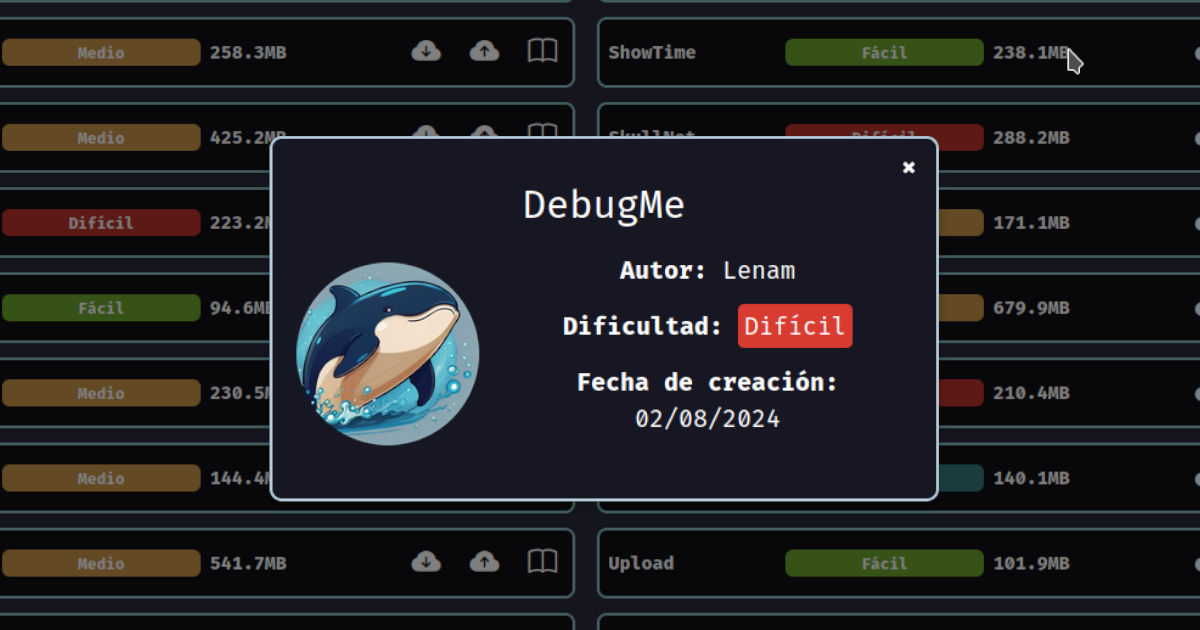 Medio 258.3MB
ShowTime Fácil 238.1MB
Medio 425.2MB
SkullNet Difícil 288.2MB
DebugMe
Autor: Lenam
Dificultad: Difícil
Fecha de creación:
02/08/2024
Difícil 223.2M
171.1MB
Fácil 94.6MB
679.9MB
Medio 230.5M
210.4MB
Medio 144.4M
140.1MB
Medio 541.7MB
Upload Fácil 101.9MB